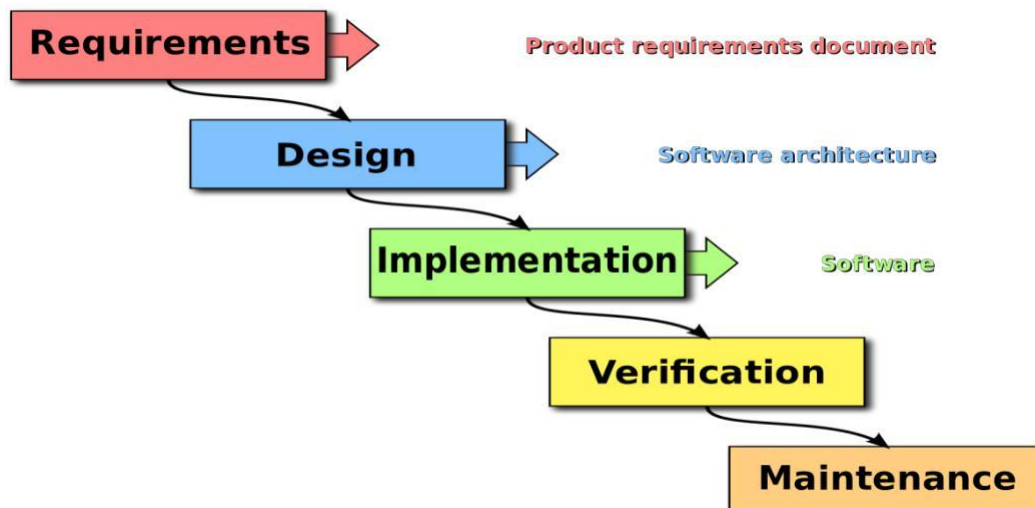 Requirements
Product requirements document
Design
Software architecture
Implementation
Software
Verification
Maintenance